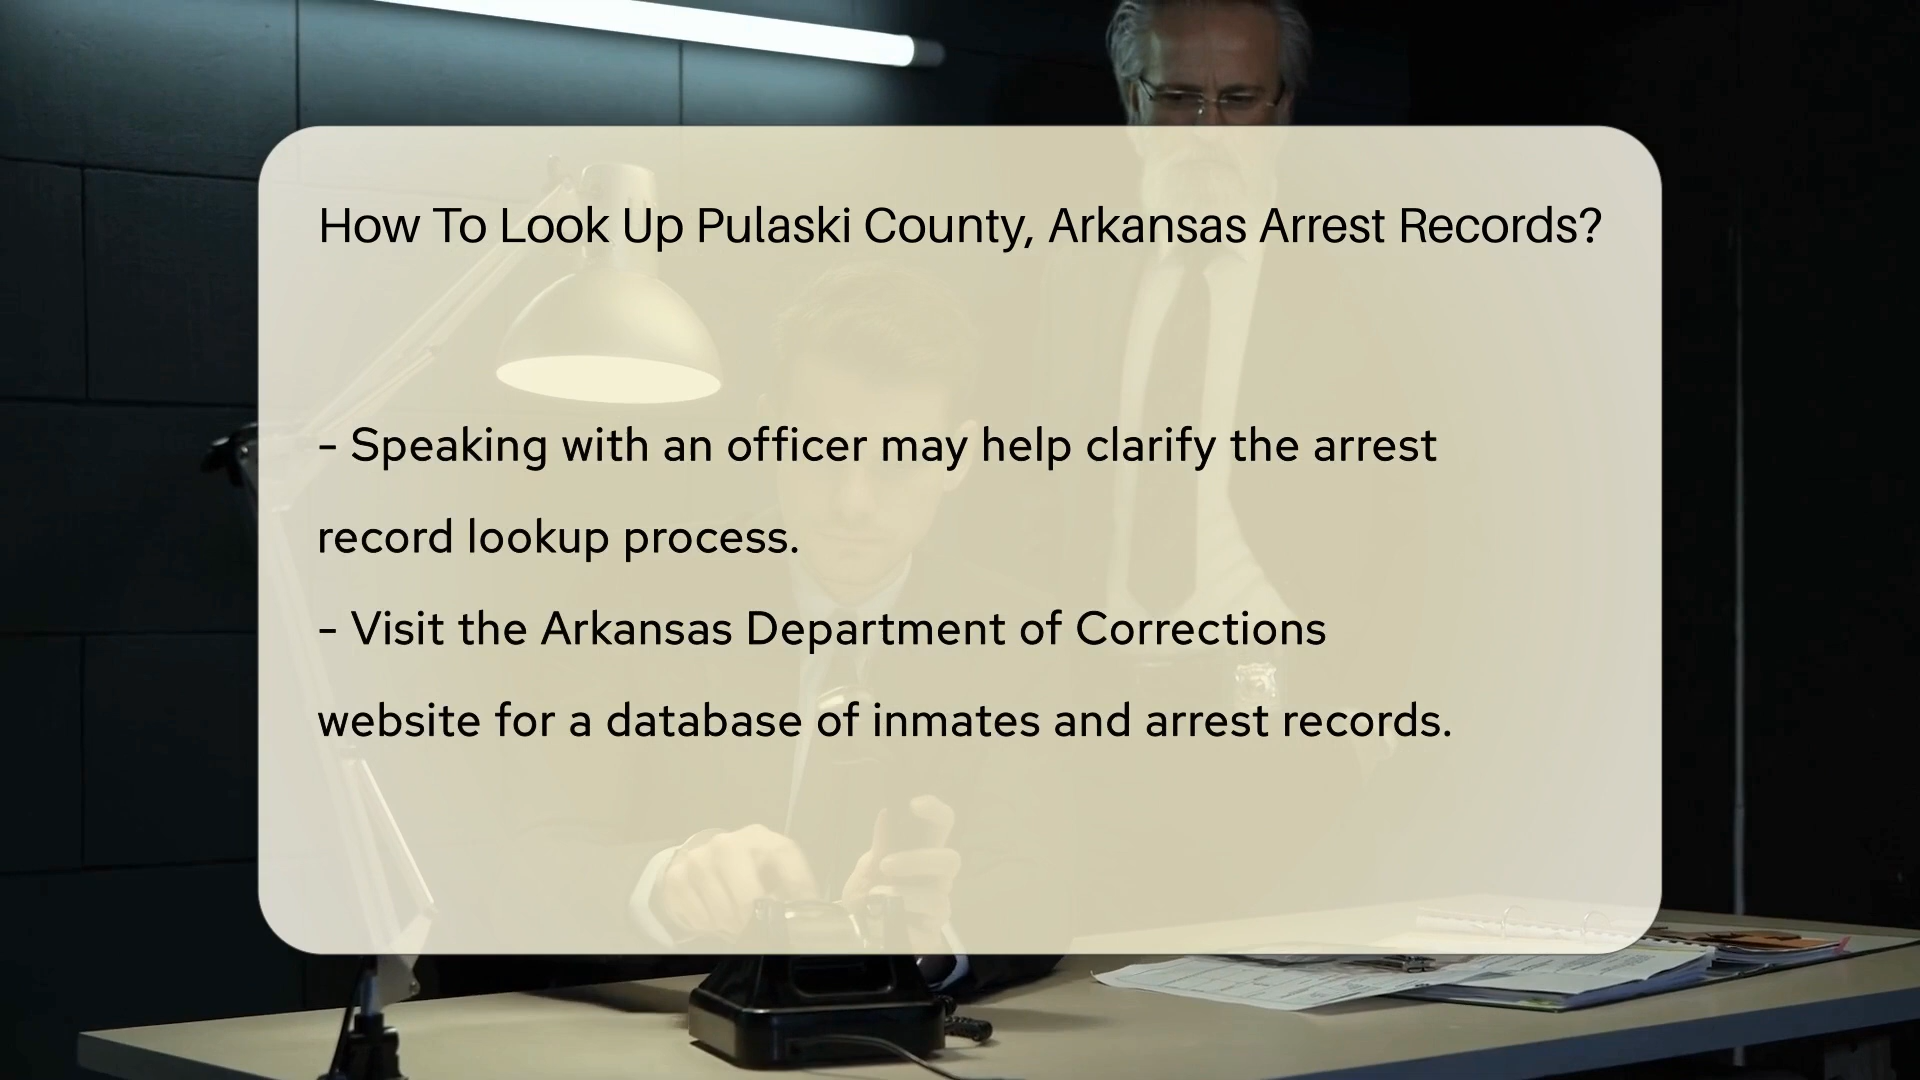 How To Look Up Pulaski County, Arkansas Arrest Records?
- Speaking with an officer may help clarify the arrest
record lookup process.
- Visit the Arkansas Department of Corrections
website for a database of inmates and arrest records.